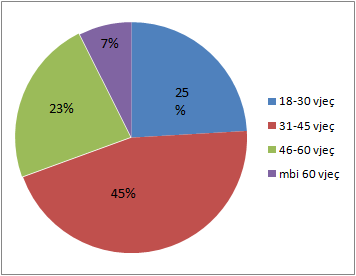 7%
25
%
23%
45%
18-30 vjeç
31-45 vjeç
46-60 vjeç
mbi 60 vjeç